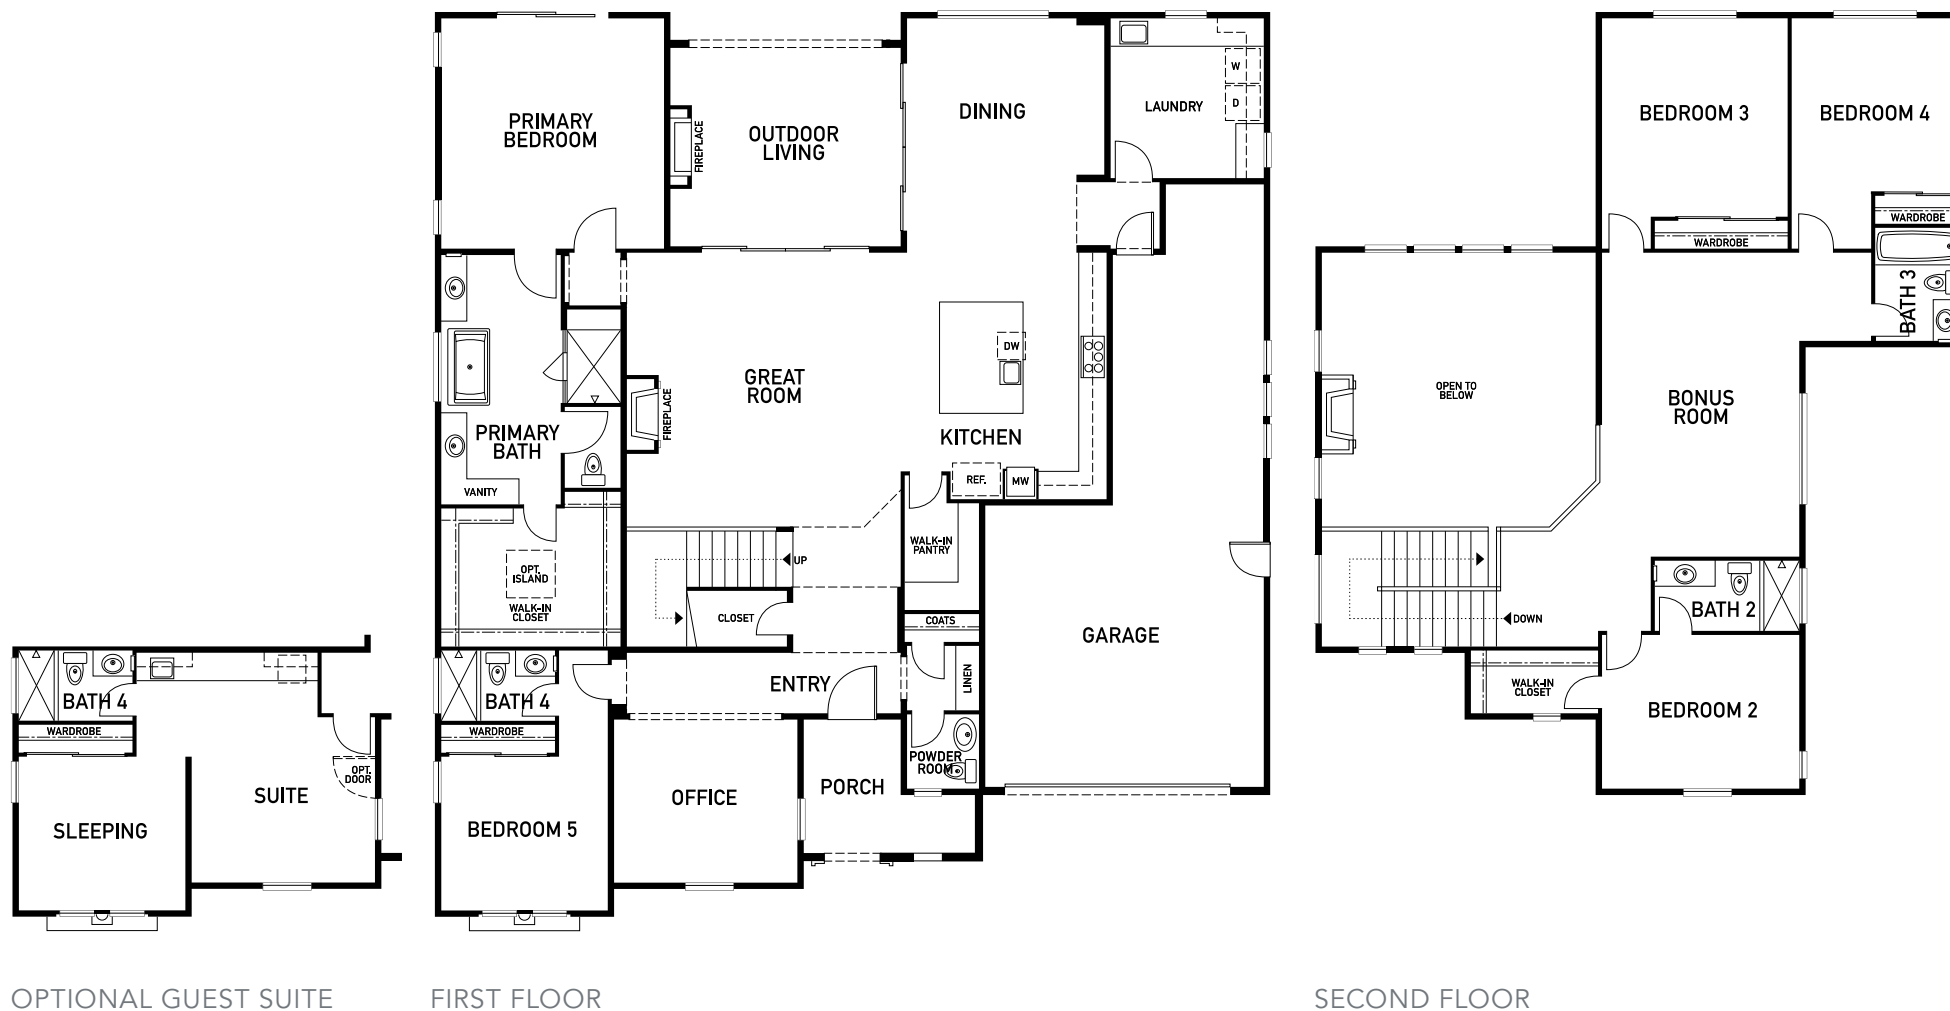 BATH 4
WARDROBE
OPT.
DOOR
SUITE
SLEEPING
OPTIONAL GUEST SUITE
PRIMARY
BEDROOM
FIREPLACE
OUTDOOR
LIVING
DINING
LAUNDRY
W
D
GREAT
ROOM
FIREPLACE
DW
KITCHEN
REF.
MW
PRIMARY
BATH
VANITY
OPT.
ISLAND
WALK-IN
CLOSET
UP
CLOSET
WALK-IN
PANTRY
COATS
LINEN
GARAGE
ENTRY
BATH 4
WARDROBE
POWDER
ROOM
PORCH
OFFICE
BEDROOM 5
FIRST FLOOR
BEDROOM 3
BEDROOM 4
WARDROBE
WARDROBE
BATH 3
OPEN TO
BELOW
BONUS
ROOM
BATH 2
DOWN
WALK-IN
CLOSET
BEDROOM 2
SECOND FLOOR